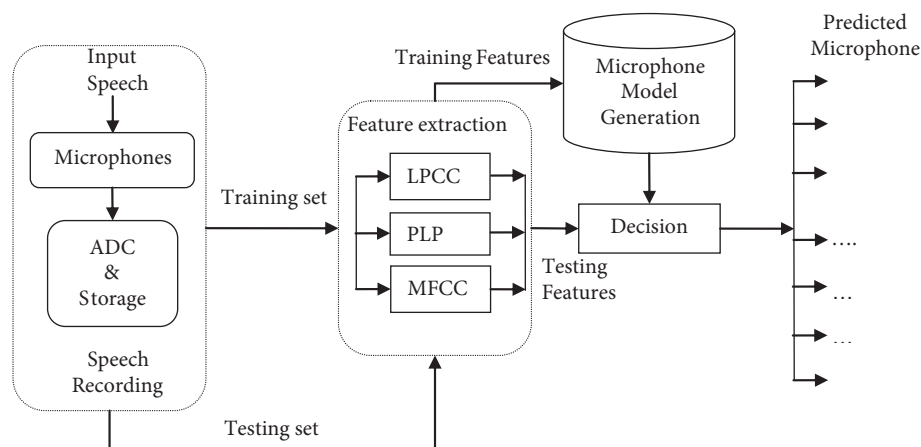 Input
Speech
Microphones
ADC
&
Storage
Speech
Recording
Training set
Testing set
Training Features
Feature extraction
LPCC
PLP
MFCC
Microphone
Model
Generation
Decision
Testing
Features
Predicted
Microphone
....
...
...